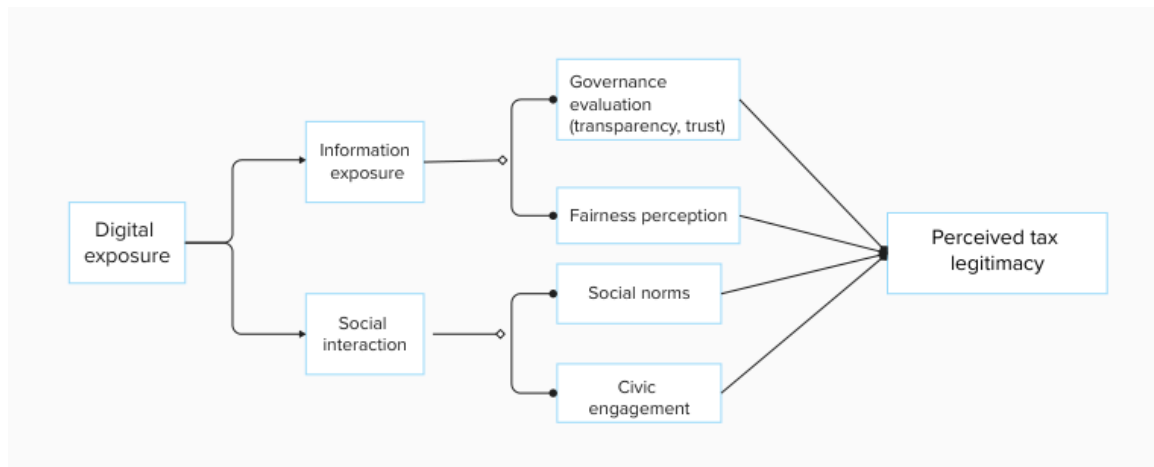 Digital
exposure
Information
exposure
Social
interaction
Governance
evaluation
(transparency, trust)
Fairness perception
Social norms
Civic
engagement
Perceived tax
legitimacy